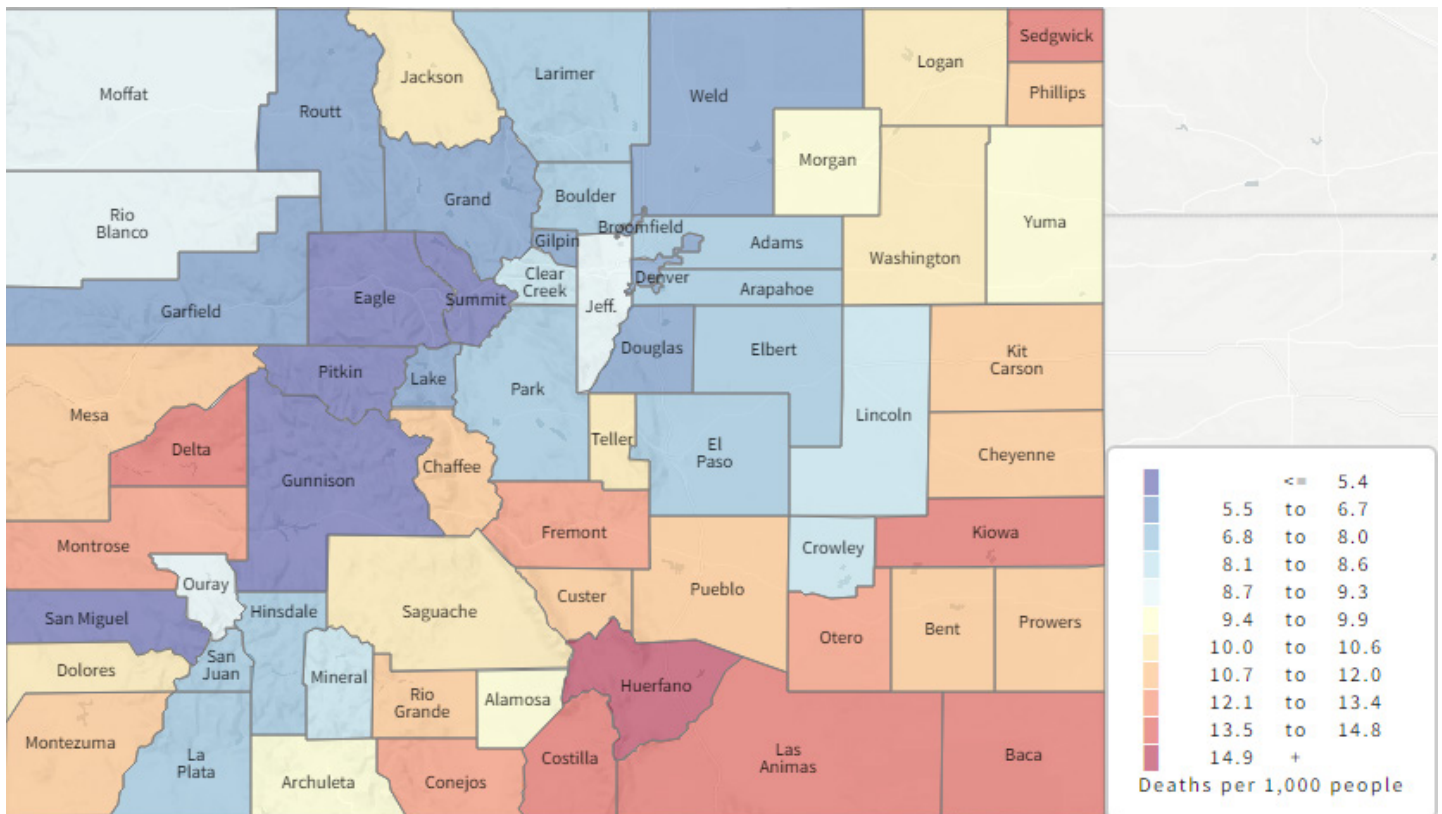 Sedgwick
Logan
Jackson
Larimer
Moffat
Phillips
Weld
Routt
Morgan
Boulder
Grand
Rio
Blanco
Yuma
Broomfield
Gilpin
Adams
Washington
Clear
Creek
Denver
Arapahoe
Eagle
Summit
Jeff.
Garfield
Douglas
Elbert
Kit
Carson
Pitkin
Lake
Park
Mesa
Lincoln
Teller
Delta
El
Paso
Cheyenne
Chaffee
Gunnison
Fremont
Kiowa
Montrose
Crowley
Ouray
Pueblo
Custer
Hinsdale
Saguache
San Miguel
Prowers
Bent
Otero
San
Juan
Dolores
Mineral
Huerfano
Rio
Grande
Alamosa
Montezuma
La
Plata
Costilla
Las
Animas
Baca
Archuleta
Conejos
<= 5.4
5.5 to 6.7
6.8 to 8.0
8.1 to 8.6
8.7 to 9.3
9.4 to 9.9
10.0 to 10.6
10.7 to 12.0
12.1 to 13.4
13.5 to 14.8
14.9 +
Deaths per 1,000 people